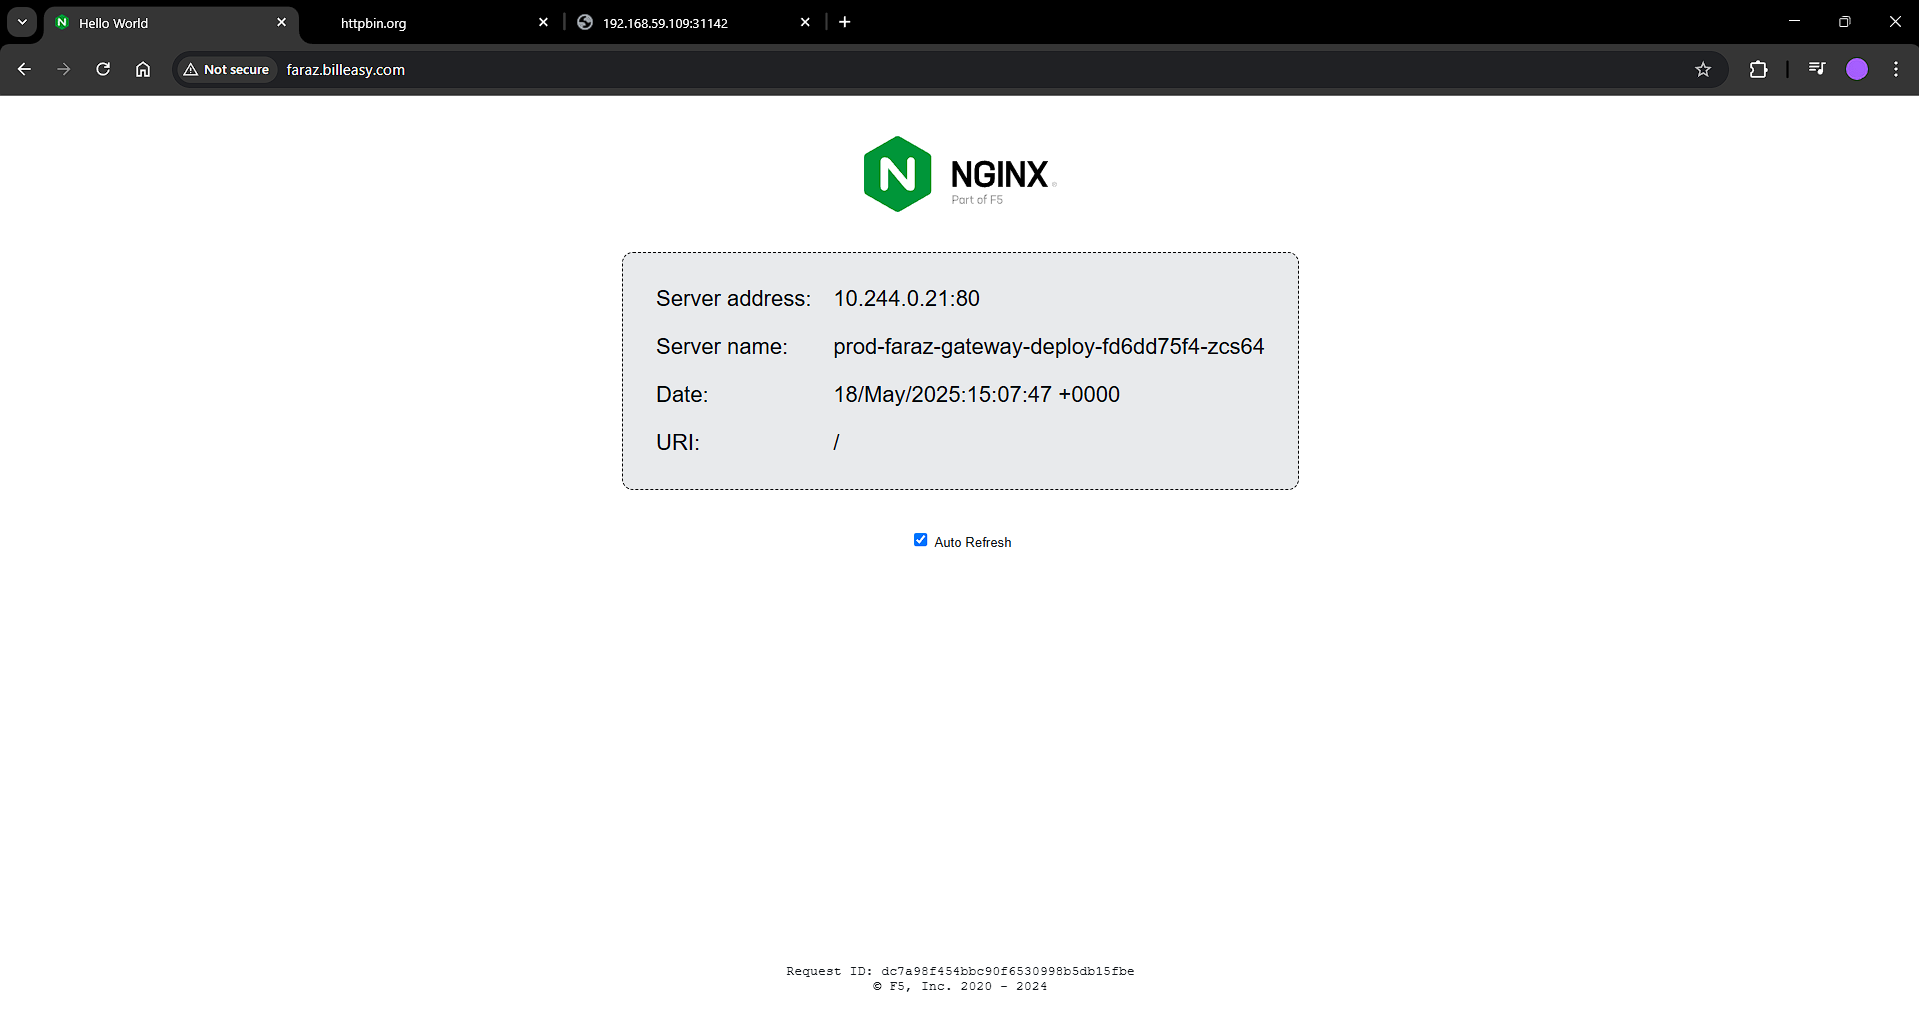 Hello World
httpbin.org
192.168.59.109:31142
Not secure
faraz.billeasy.com
N NGINX
Part of F5
Server address: 10.244.0.21:80
Server name: prod-faraz-gateway-deploy-fd6dd75f4-zcs64
Date: 18/May/2025:15:07:47 +0000
URI: /
Auto Refresh
Request ID: dc7a98f454bbc90f6530998b5db15fbe
© F5, Inc. 2020 - 2024